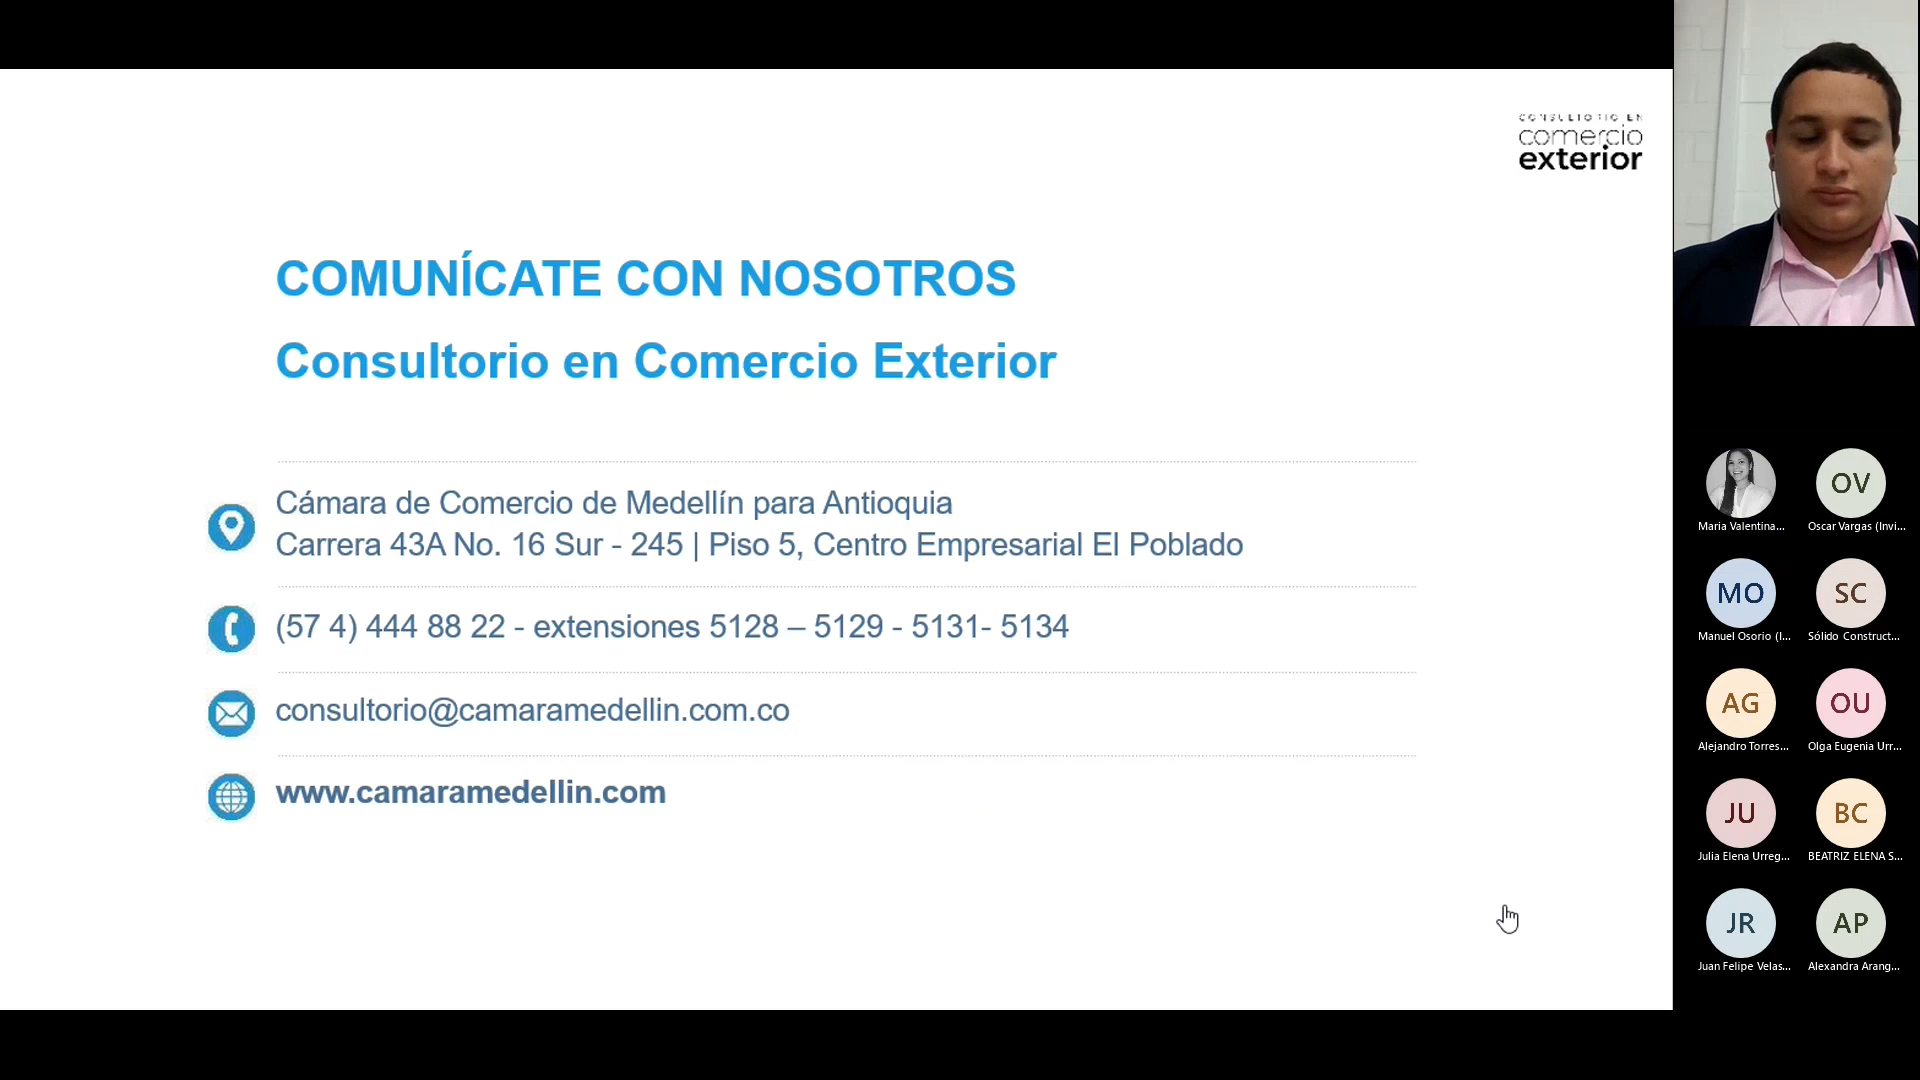 CONSULTORIO EN
comercio
exterior
COMUNÍCATE CON NOSOTROS
Consultorio en Comercio Exterior
Cámara de Comercio de Medellín para Antioquia
Carrera 43A No. 16 Sur - 245 | Piso 5, Centro Empresarial El Poblado
(57 4) 444 88 22 - extensiones 5128 – 5129 - 5131- 5134
consultorio@camaramedellin.com.co
www.camaramedellin.com
OV
Maria Valentina...
Oscar Vargas (Invi...
MO
SC
Manuel Osorio (I...
Sólido Construct...
AG
OU
Alejandro Torres...
Olga Eugenia Urr...
JU
BC
Julia Elena Urreg...
BEATRIZ ELENA S...
JR
AP
Juan Felipe Velas...
Alexandra Arang...